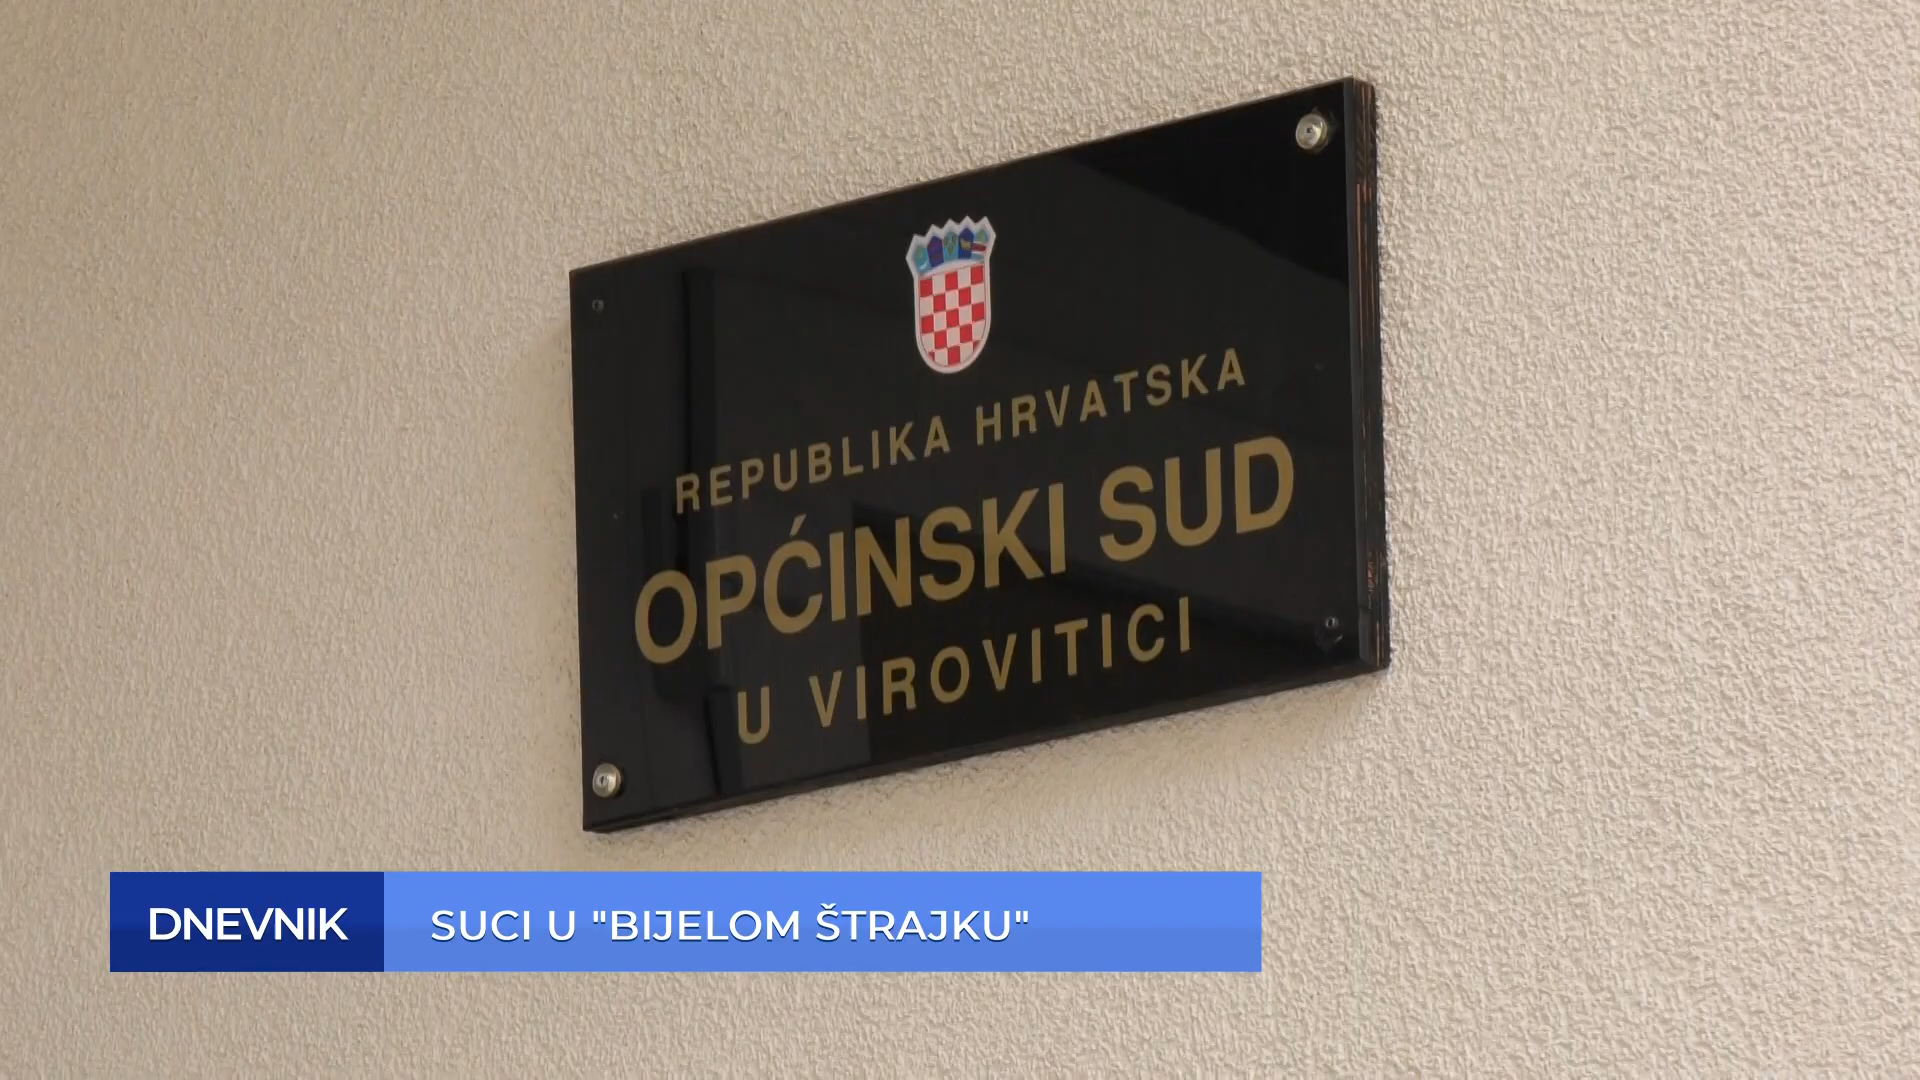 REPUBLIKA HRVATSKA
OPĆINSKI SUD
U VIROVITICI
DNEVNIK SUCI U "BIJELOM ŠTRAJKU"